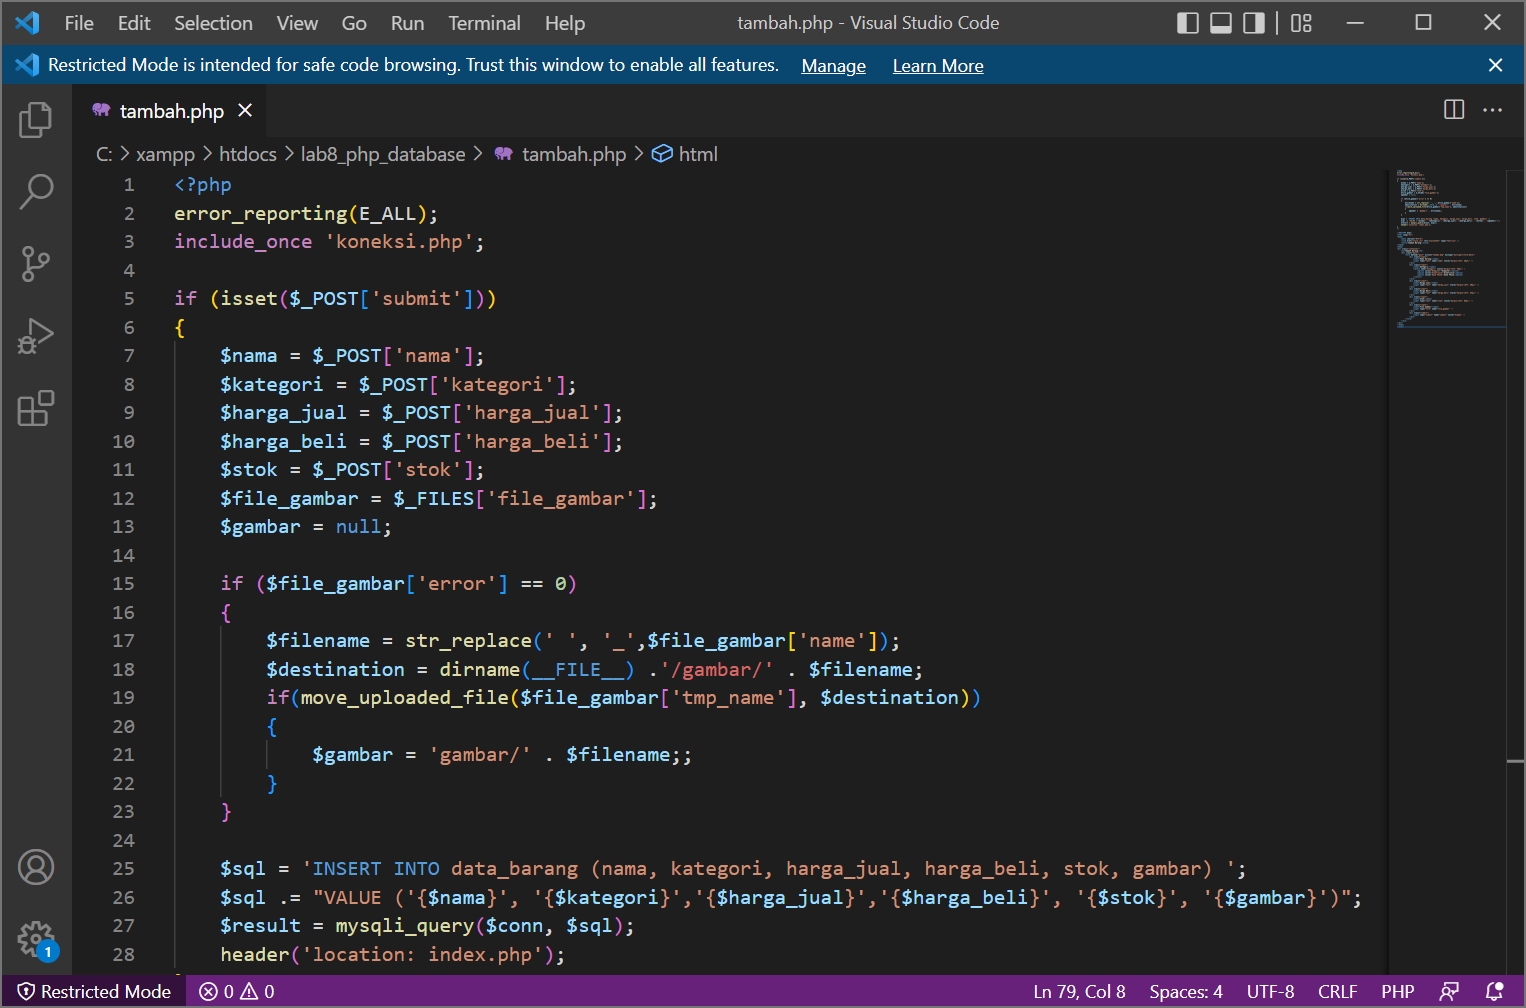 File Edit Selection View Go Run Terminal Help tambah.php - Visual Studio Code
Restricted Mode is intended for safe code browsing. Trust this window to enable all features. Manage Learn More
tambah.php
C: > xampp > htdocs > lab8_php_database > tambah.php > html
1 <?php
2 error_reporting(E_ALL);
3 include_once 'koneksi.php';
4
5 if (isset($_POST['submit']))
6 {
7 $nama = $_POST['nama'];
8 $kategori = $_POST['kategori'];
9 $harga_jual = $_POST['harga_jual'];
10 $harga_beli = $_POST['harga_beli'];
11 $stok = $_POST['stok'];
12 $file_gambar = $_FILES['file_gambar'];
13 $gambar = null;
14
15 if ($file_gambar['error'] == 0)
16 {
17 $filename = str_replace(' ', '_',$file_gambar['name']);
18 $destination = dirname(__FILE__) .'/gambar/' . $filename;
19 if(move_uploaded_file($file_gambar['tmp_name'], $destination))
20 {
21 $gambar = 'gambar/' . $filename;;
22 }
23 }
24
25 $sql = 'INSERT INTO data_barang (nama, kategori, harga_jual, harga_beli, stok, gambar) ';
26 $sql .= "VALUE ('{$nama}', '{$kategori}','{$harga_jual}','{$harga_beli}', '{$stok}', '{$gambar}')";
27 $result = mysqli_query($conn, $sql);
28 header('location: index.php');
1
Restricted Mode 0 0 Ln 79, Col 8 Spaces: 4 UTF-8 CRLF PHP